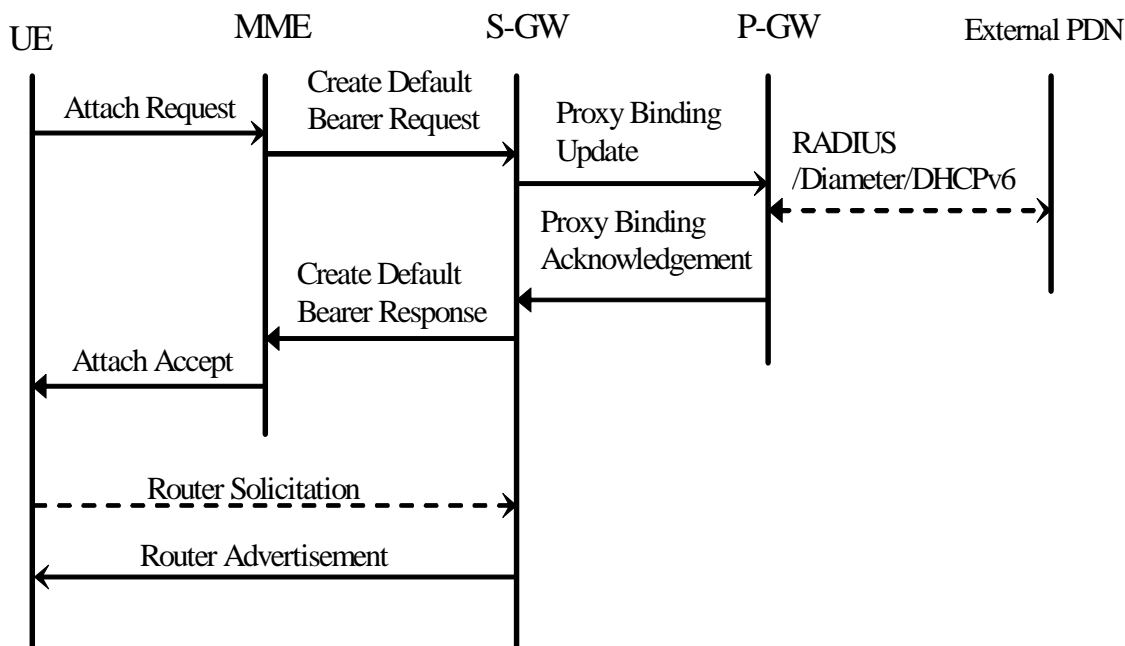 UE
MME
S-GW
P-GW
External PDN
Attach Request
Create Default
Bearer Request
Proxy Binding
Update
RADIUS
/Diameter/DHCPv6
Proxy Binding
Acknowledgement
Create Default
Bearer Response
Attach Accept
Router Solicitation
Router Advertisement